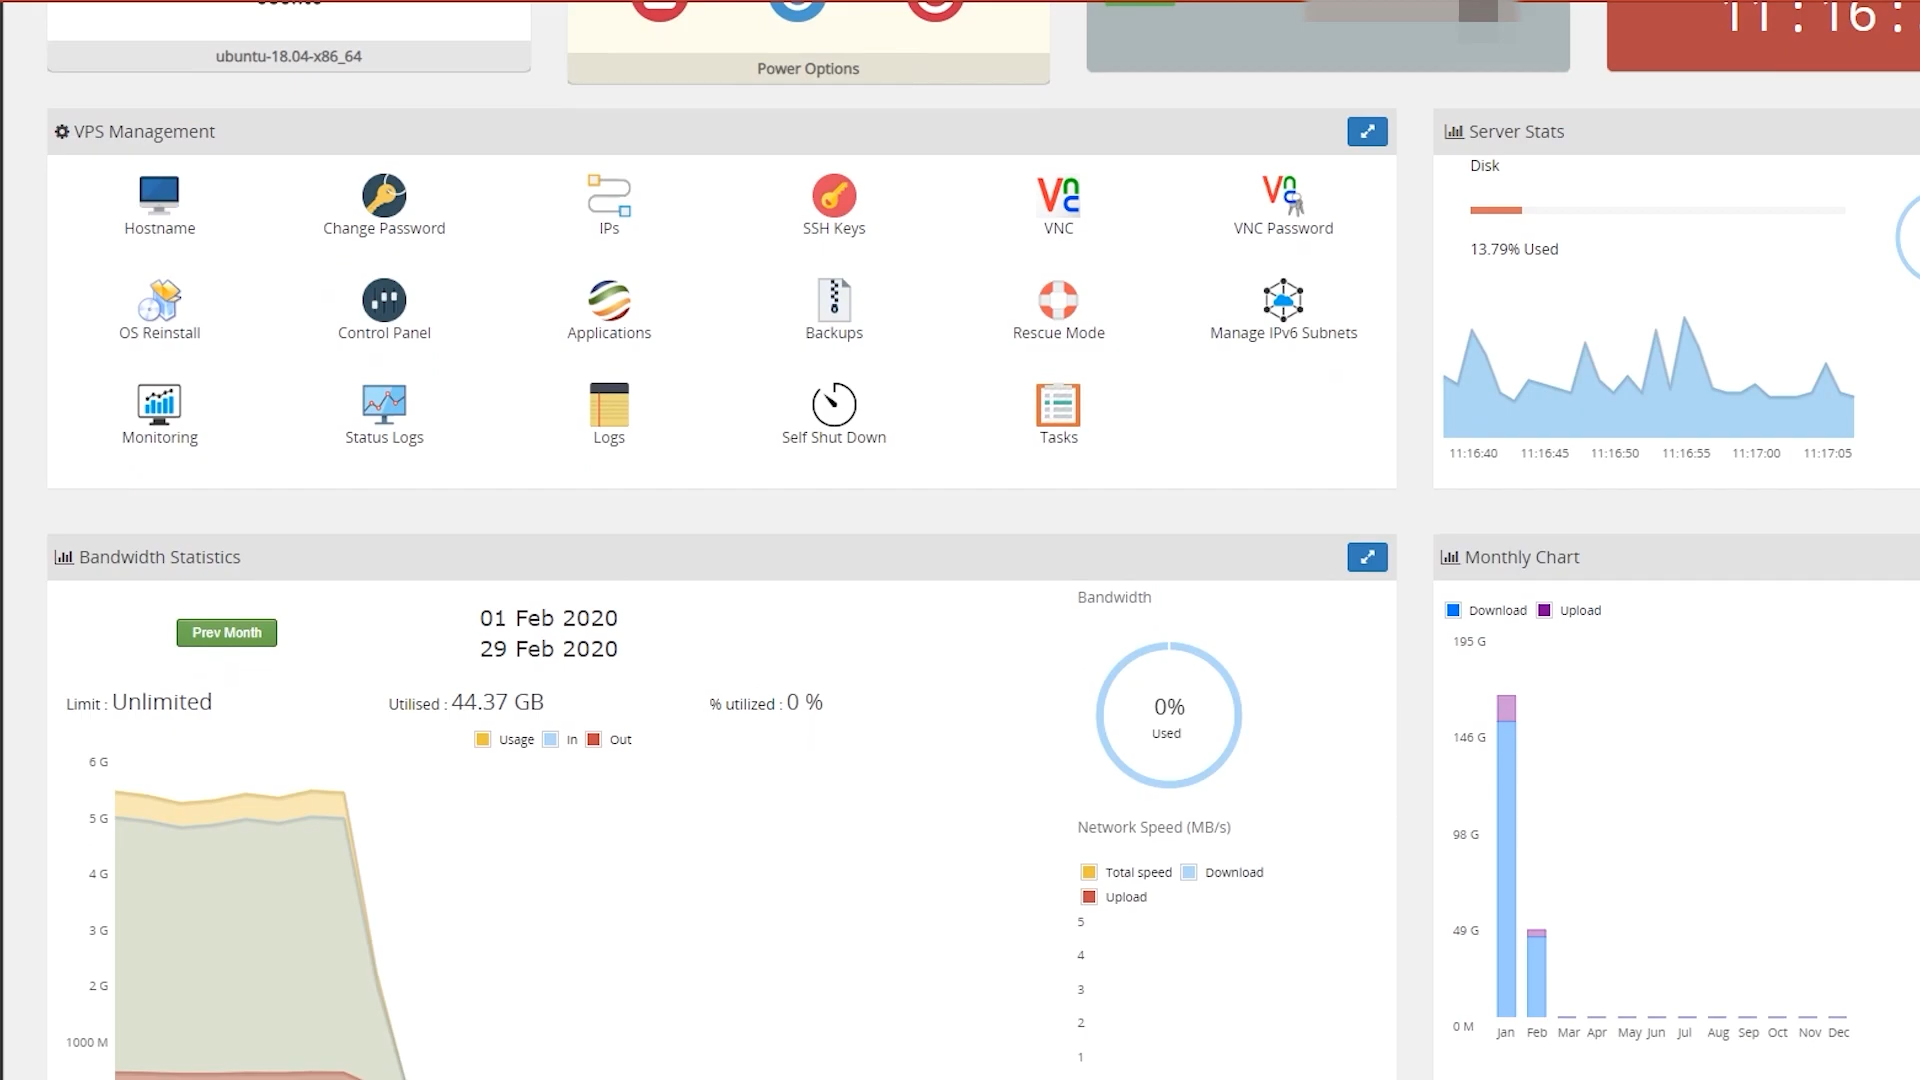 ubuntu-18.04-x86_64
Power Options
11:16:
VPS Management
Server Stats
Hostname
Change Password
IPs
SSH Keys
VNC
VNC Password
OS Reinstall
Control Panel
Applications
Backups
Rescue Mode
Manage IPv6 Subnets
Monitoring
Status Logs
Logs
Self Shut Down
Tasks
Disk
13.79% Used
11:16:40 11:16:45 11:16:50 11:16:55 11:17:00 11:17:05
Bandwidth Statistics
Prev Month
01 Feb 2020
29 Feb 2020
Limit : Unlimited
Utilised : 44.37 GB
% utilized : 0 %
Usage In Out
6 G
5 G
4 G
3 G
2 G
1000 M
Bandwidth
0%
Used
Network Speed (MB/s)
Total speed Download
Upload
5
4
3
2
1
Monthly Chart
Download Upload
195 G
146 G
98 G
49 G
0 M
Jan Feb Mar Apr May Jun Jul Aug Sep Oct Nov Dec